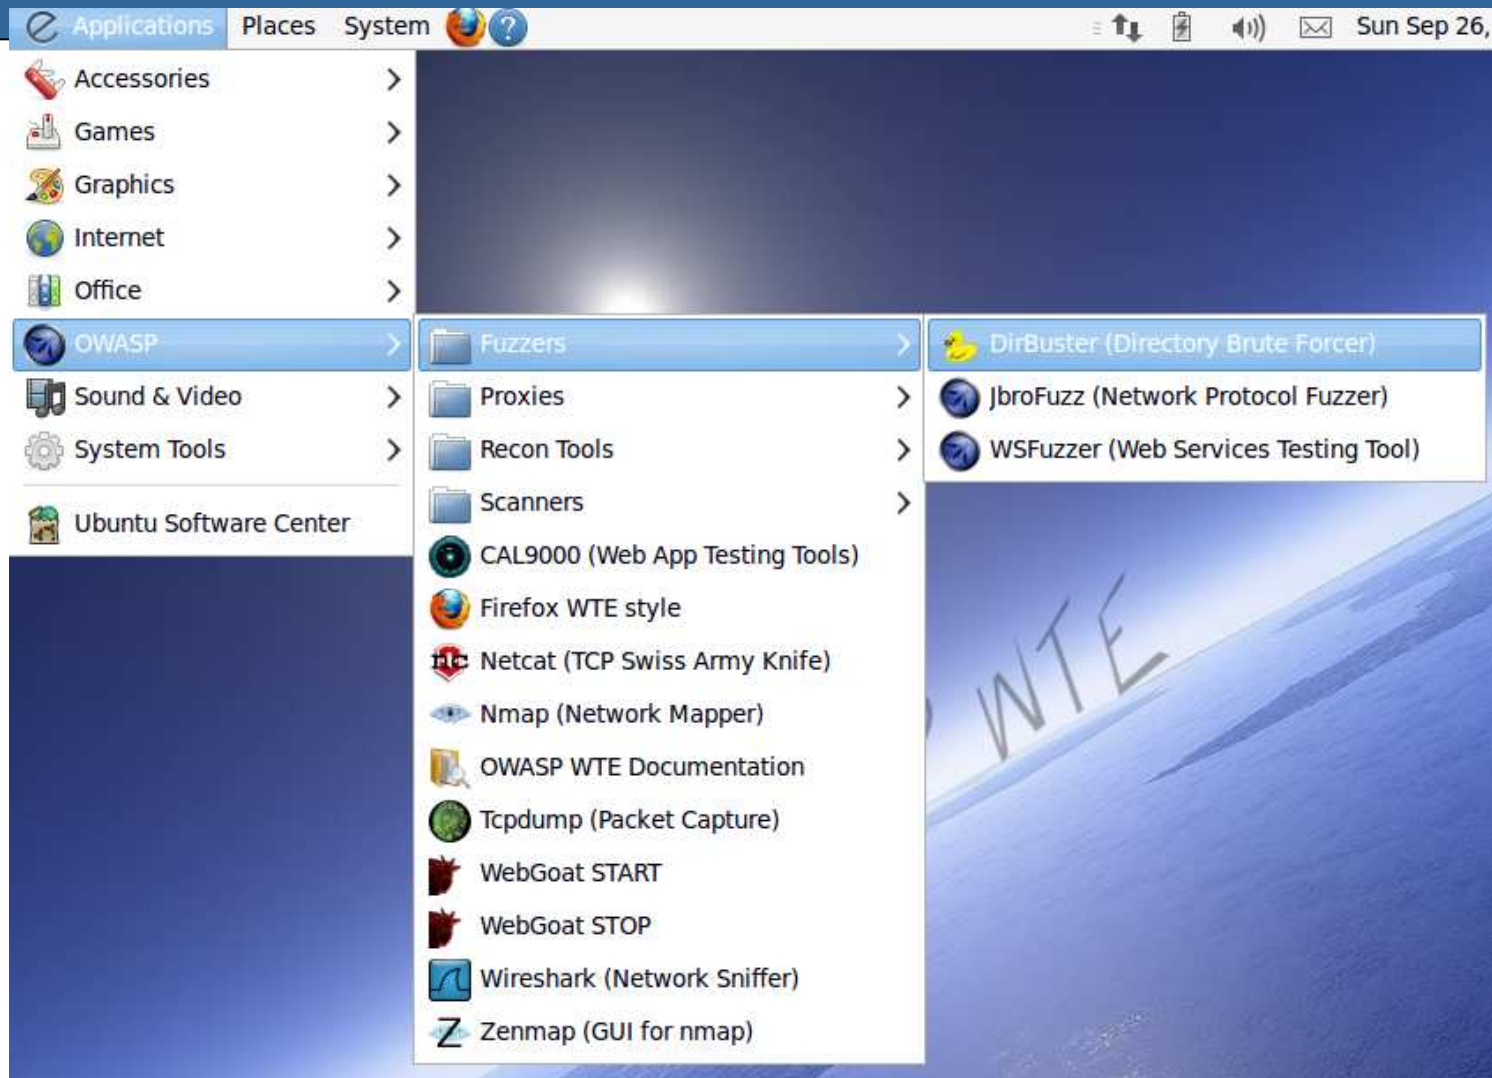 Applications Places System Sun Sep 26,
Accessories
Games
Graphics
Internet
Office
OWASP
Sound & Video
System Tools
Ubuntu Software Center
Fuzzers
Proxies
Recon Tools
Scanners
CAL9000 (Web App Testing Tools)
Firefox WTE style
nc Netcat (TCP Swiss Army Knife)
Nmap (Network Mapper)
OWASP WTE Documentation
Tcpdump (Packet Capture)
WebGoat START
WebGoat STOP
Wireshark (Network Sniffer)
Zenmap (GUI for nmap)
DirBuster (Directory Brute Forcer)
JbroFuzz (Network Protocol Fuzzer)
WSFuzzer (Web Services Testing Tool)
WTE